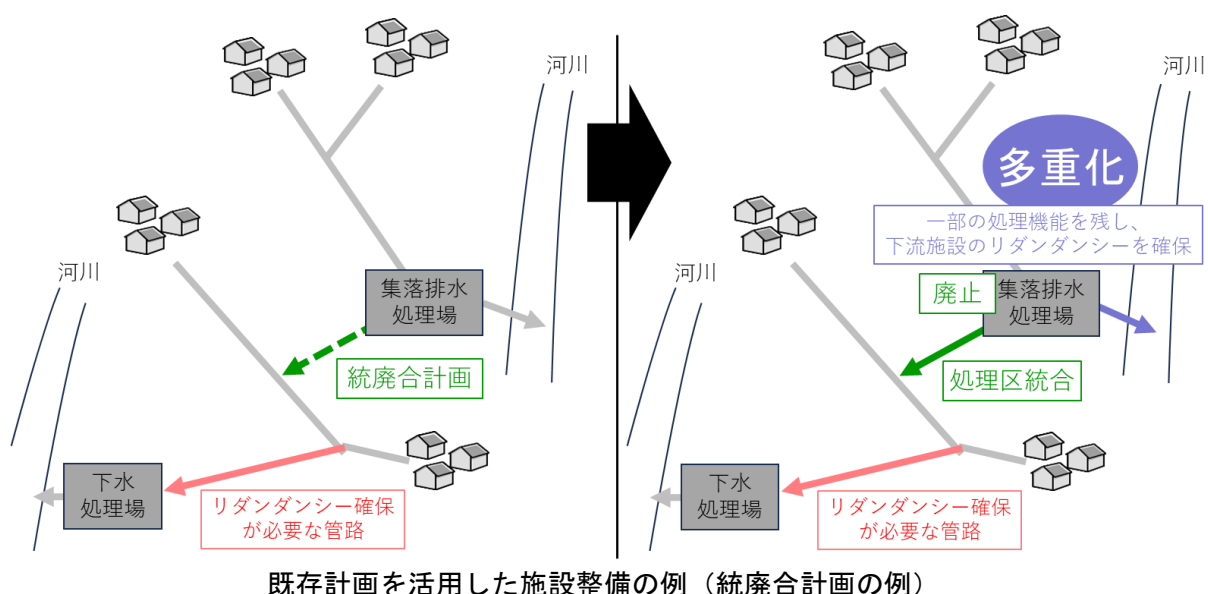 河川
河川
集落排水
処理場
統廃合計画
下水
処理場
リダンダンシー確保
が必要な管路
河川
多重化
一部の処理機能を残し、
下流施設のリダンダンシーを確保
河川
廃止
集落排水
処理場
処理区統合
下水
処理場
リダンダンシー確保
が必要な管路
既存計画を活用した施設整備の例（統廃合計画の例）